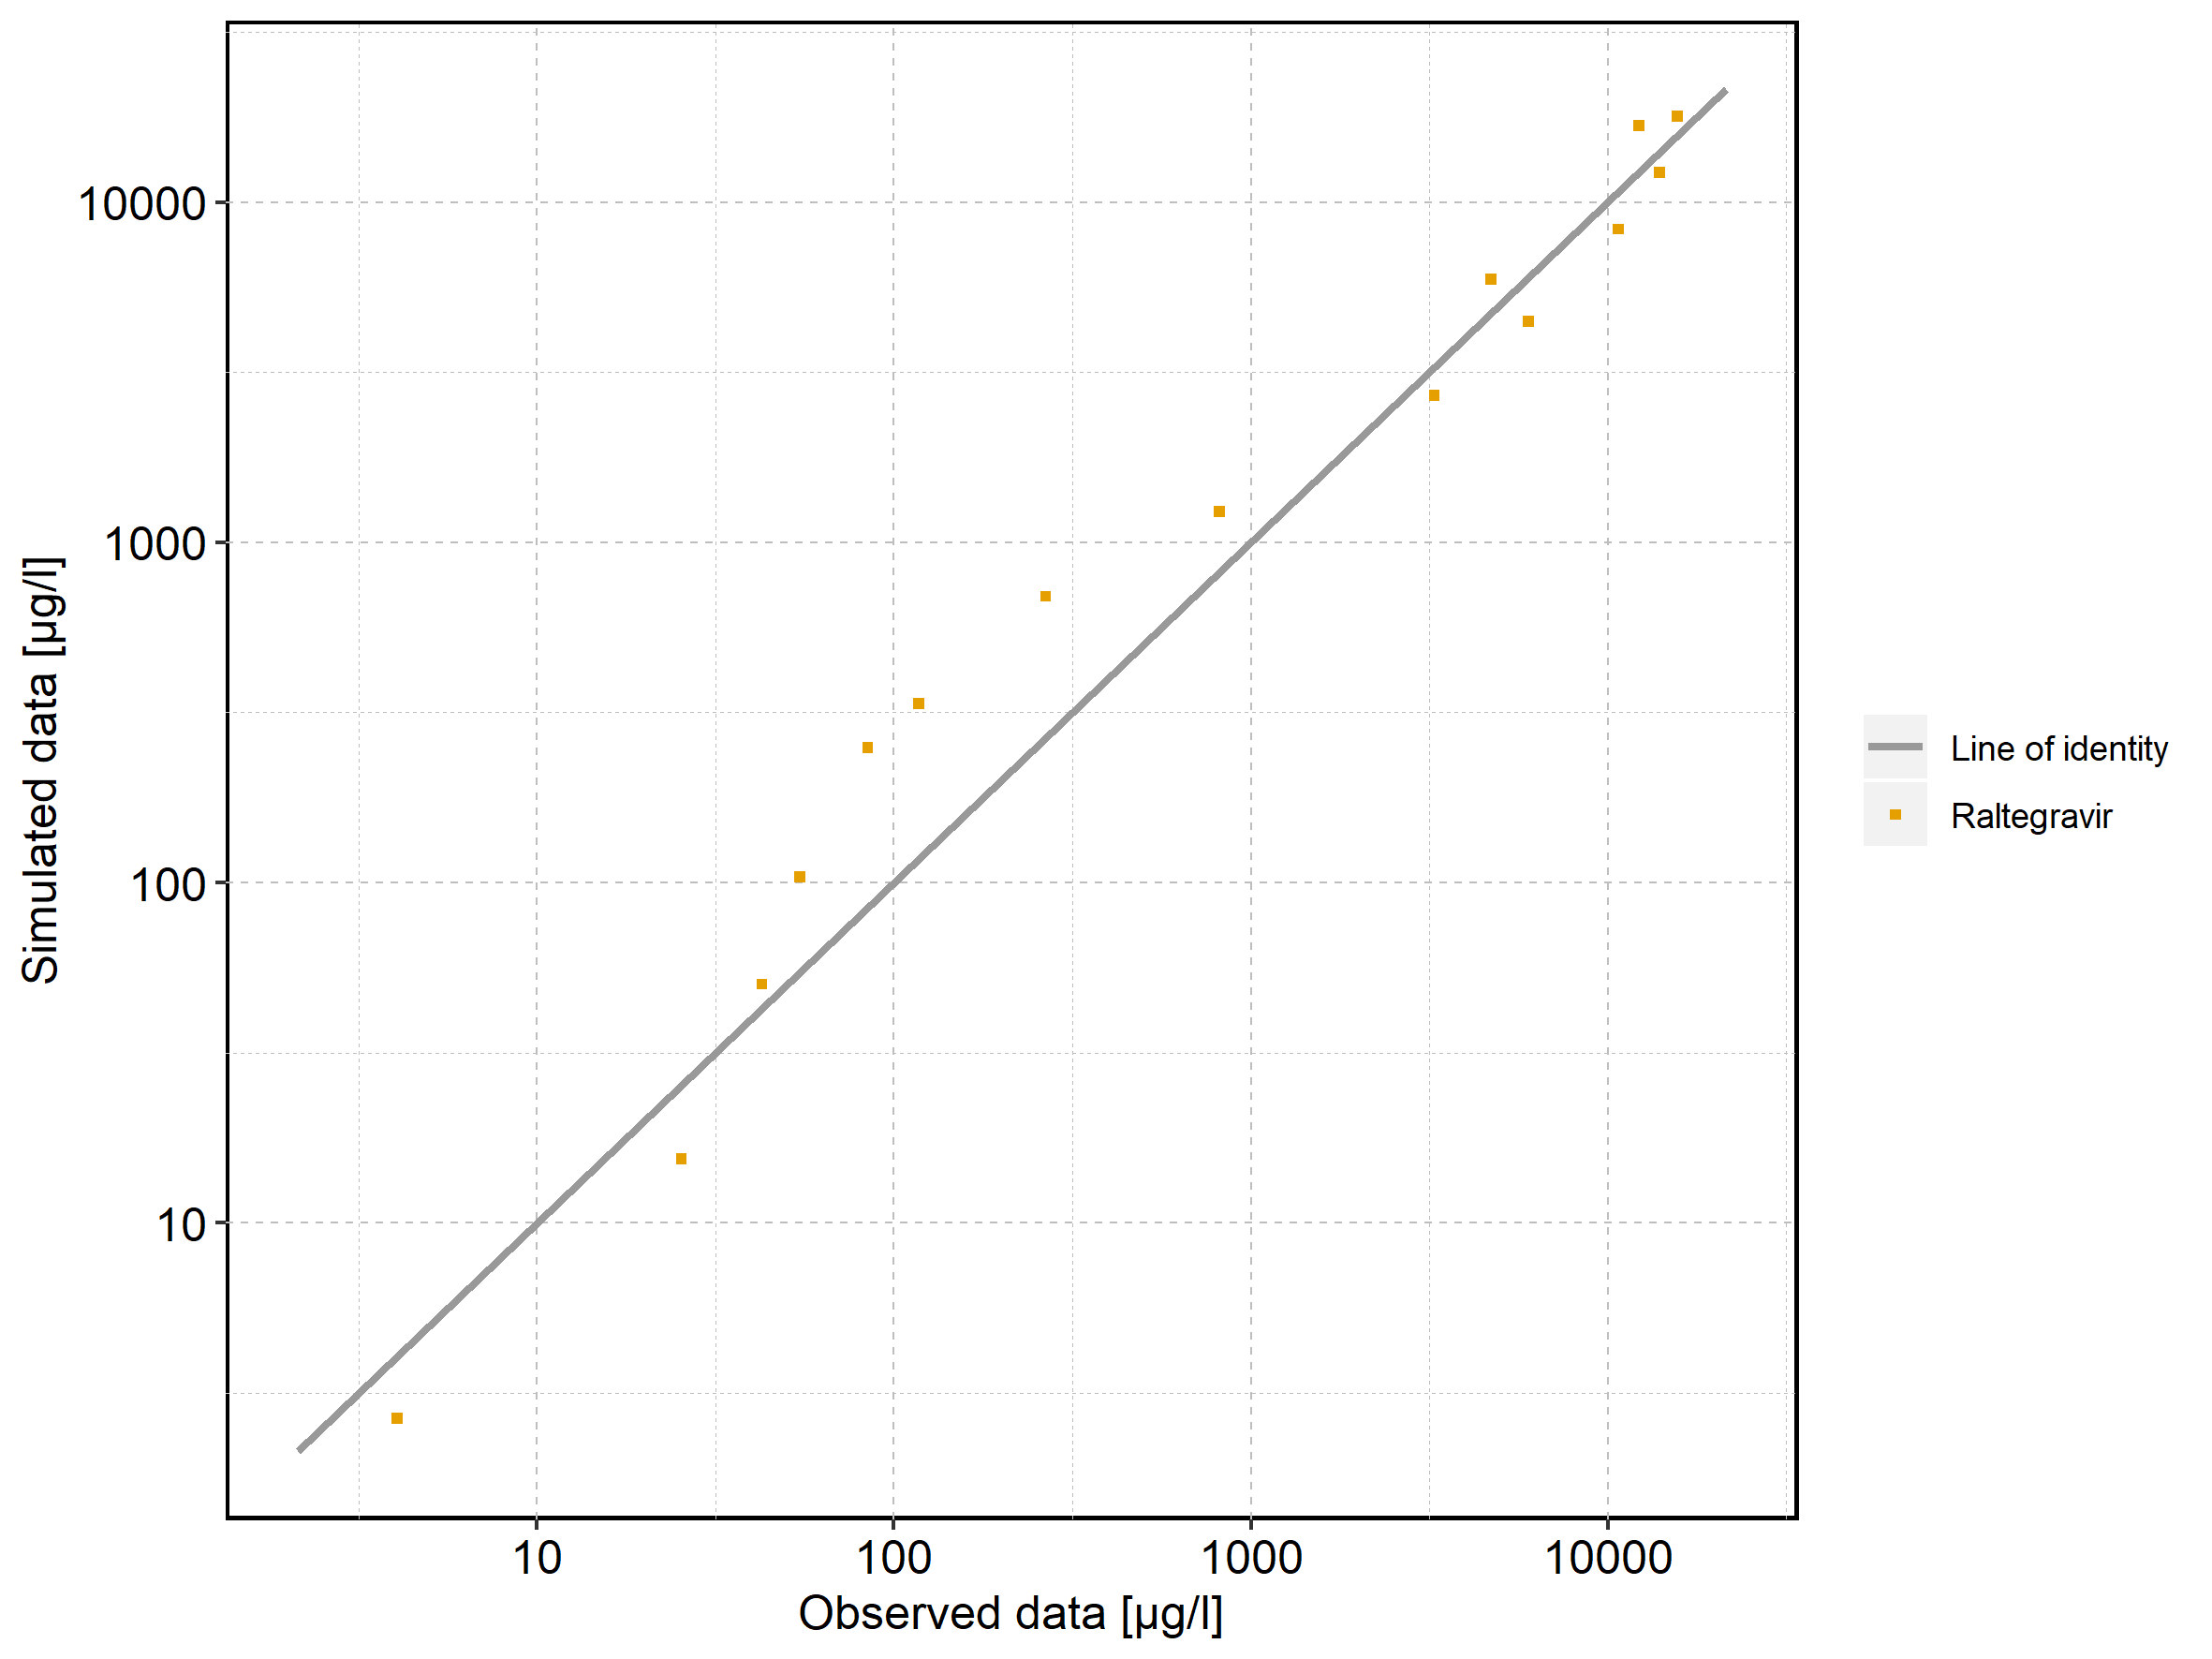 Simulated data [µg/l]
10000
1000
100
10
10 100 1000 10000
Observed data [µg/l]
Line of identity
Raltegravir